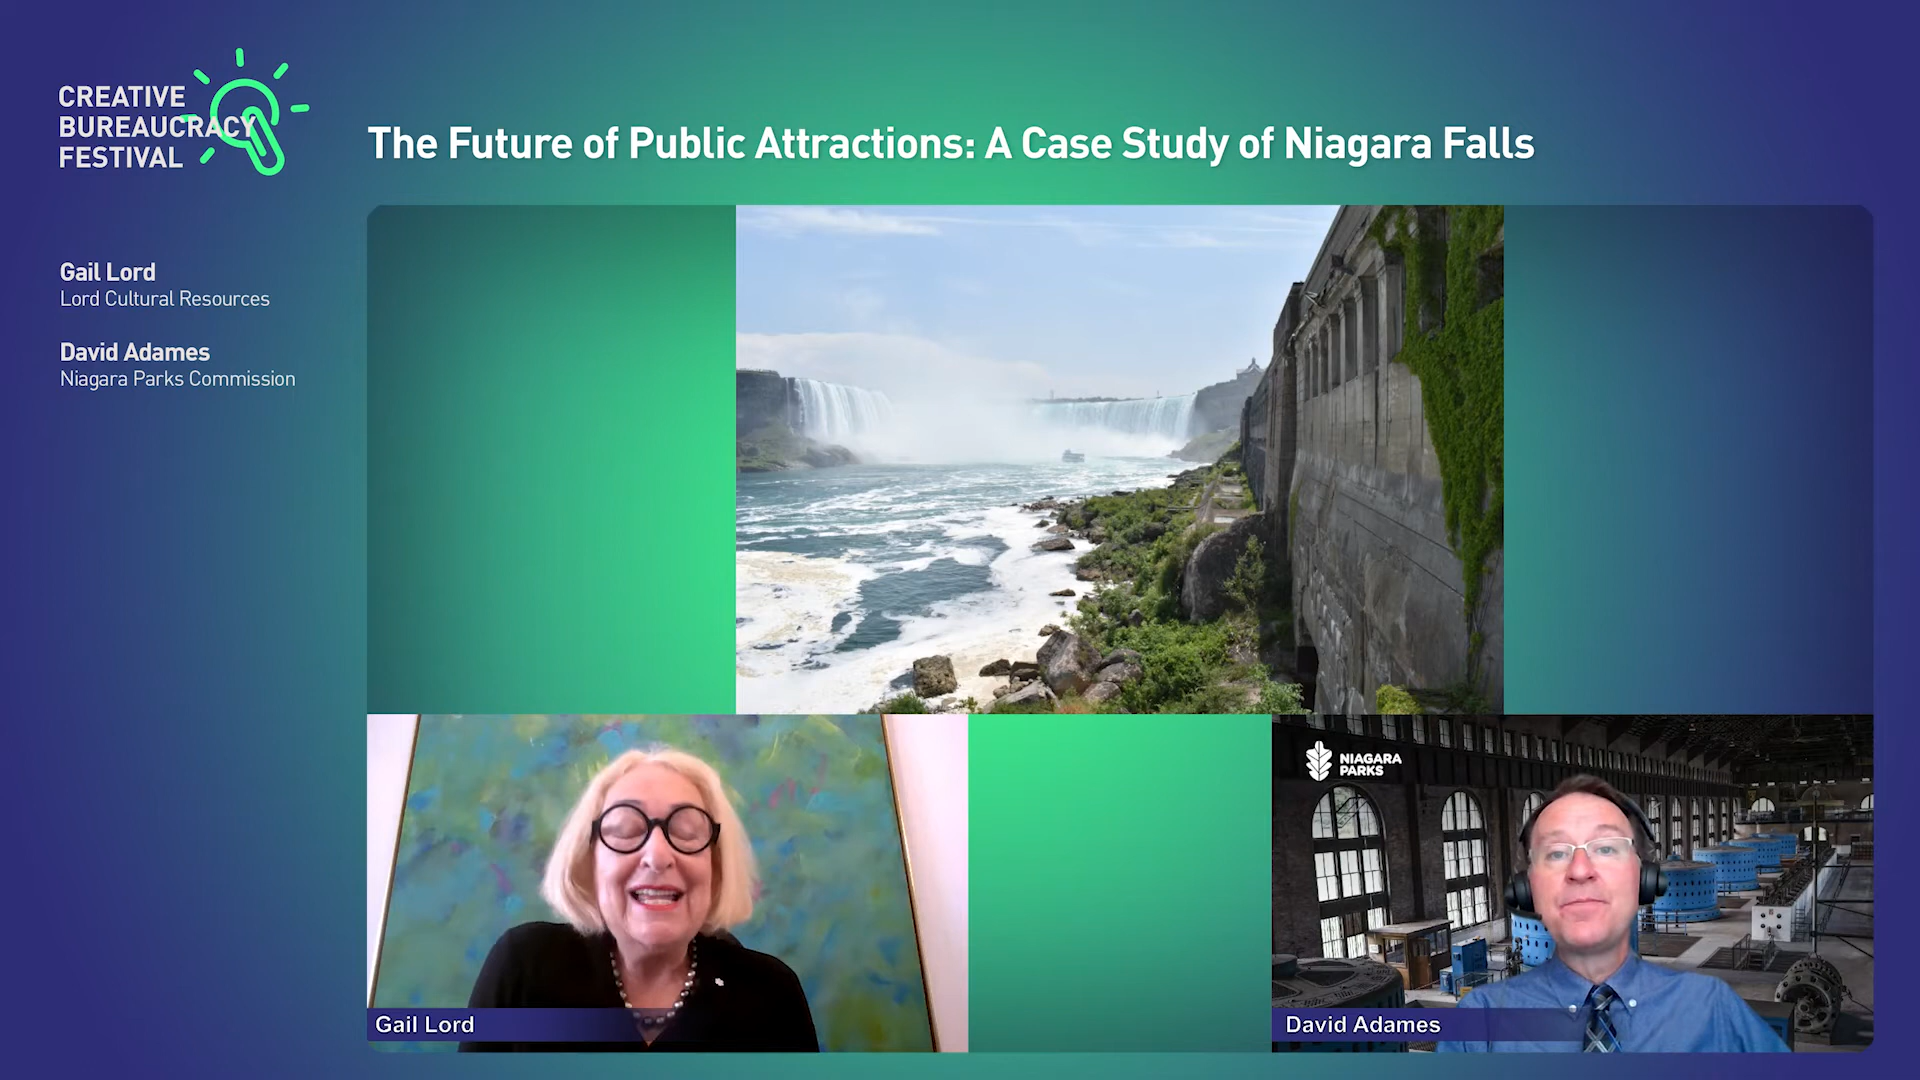 CREATIVE
BUREAUCRACY
FESTIVAL
The Future of Public Attractions: A Case Study of Niagara Falls
Gail Lord
Lord Cultural Resources
David Adames
Niagara Parks Commission
NIAGARA
PARKS
Gail Lord
David Adames